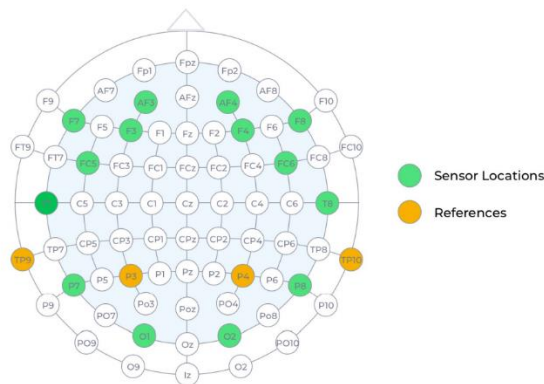 Fpz
Fp1 Fp2
AF7 AF3 AFz AF4 AF8
F9 F10
F7 F5 F3 F1 Fz F2 F4 F6 F8
FT9 FT7 FC5 FC3 FC1 FCz FC2 FC4 FC6 FC8 FC10
C5 C3 C1 Cz C2 C4 C6 T8
TP9 TP7 CP5 CP3 CP1 CPz CP2 CP4 CP6 TP8 TP10
P7 P5 P3 P1 Pz P2 P4 P6 P8
P9 Po3 Poz PO4 P10
PO7 Po8
PO9 O1 Oz O2 PO10
O9 Iz O2
Sensor Locations
References